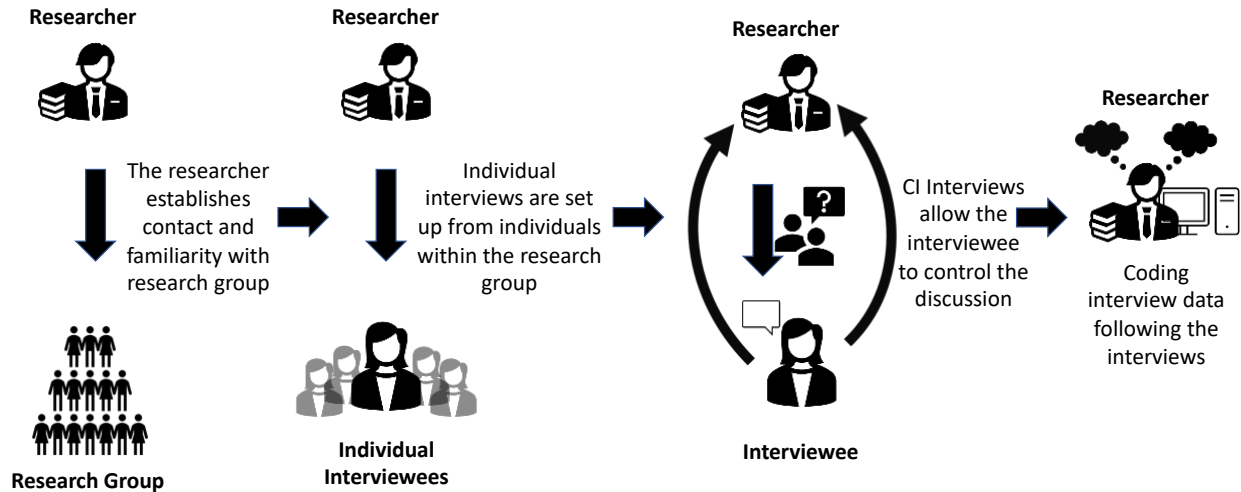 Researcher
The researcher
establishes
contact and
familiarity with
research group
Research Group
Researcher
Individual
interviews are set
up from individuals
within the research
group
Individual
Interviewees
Researcher
?
Interviewee
CI Interviews
allow the
interviewee
to control the
discussion
Researcher
Coding
interview data
following the
interviews